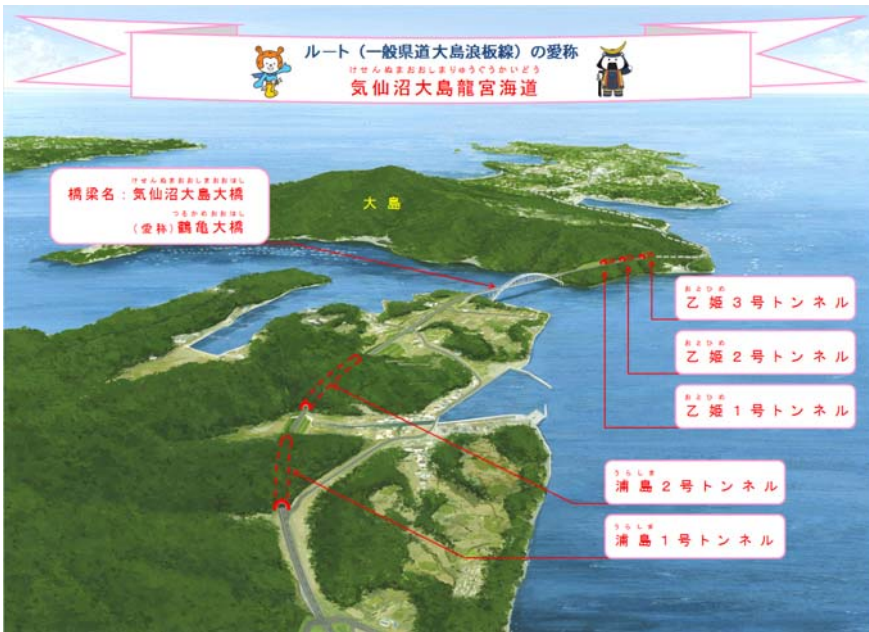 ルート（一般県道大島浪板線）の愛称
けせんぬまおおしまりゅうぐうかいどう
気仙沼大島龍宮海道
けせんぬまおおしまおおはし
橋梁名：気仙沼大島大橋
つるかめおおはし
（愛称）鶴亀大橋
大島
おとひめ
乙姫３号トンネル
おとひめ
乙姫２号トンネル
おとひめ
乙姫１号トンネル
うらしま
浦島２号トンネル
うらしま
浦島１号トンネル